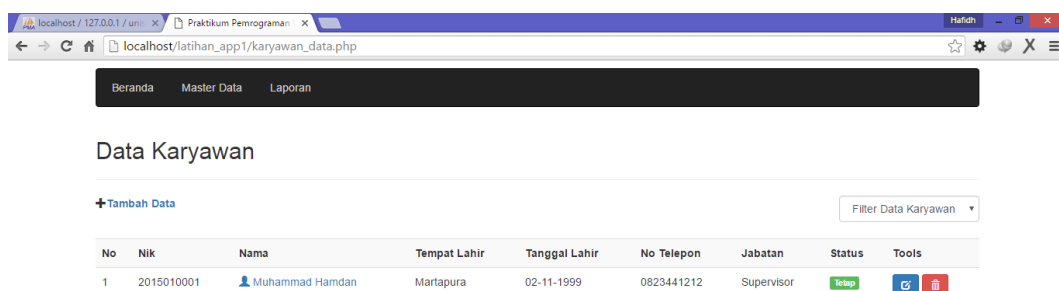 localhost / 127.0.0.1 / unis Praktikum Pemrograman Hafidh
localhost/latihan_app1/karyawan_data.php
Beranda Master Data Laporan
Data Karyawan
Tambah Data Filter Data Karyawan
No Nik Nama Tempat Lahir Tanggal Lahir No Telepon Jabatan Status Tools
1 2015010001 Muhammad Hamdan Martapura 02-11-1999 0823441212 Supervisor Tetap